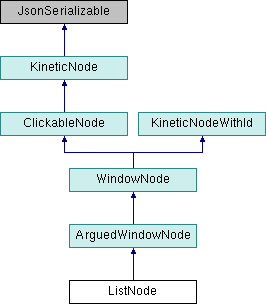 JsonSerializable
KineticNode
ClickableNode
KineticNodeWithId
WindowNode
ArguedWindowNode
ListNode